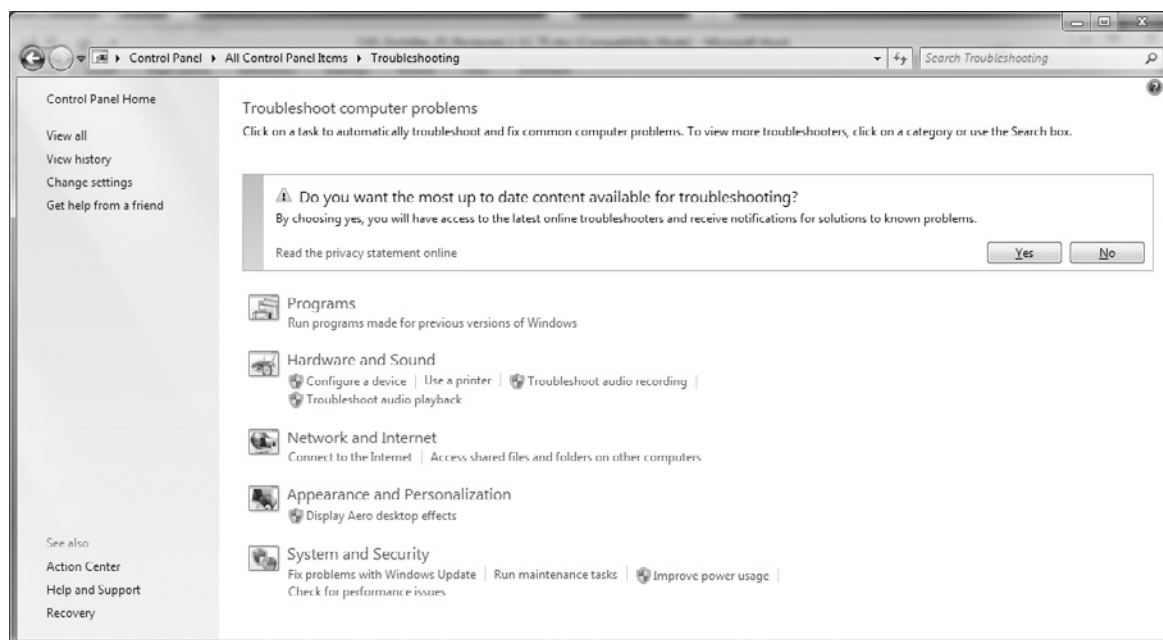 Control Panel ▸ All Control Panel Items ▸ Troubleshooting
Search Troubleshooting
Control Panel Home
View all
View history
Change settings
Get help from a friend
Troubleshoot computer problems
Click on a task to automatically troubleshoot and fix common computer problems. To view more troubleshooters, click on a category or use the Search box.
Do you want the most up to date content available for troubleshooting?
By choosing yes, you will have access to the latest online troubleshooters and receive notifications for solutions to known problems.
Read the privacy statement online
Yes
No
Programs
Run programs made for previous versions of Windows
Hardware and Sound
Configure a device | Use a printer | Troubleshoot audio recording |
Troubleshoot audio playback
Network and Internet
Connect to the Internet | Access shared files and folders on other computers
Appearance and Personalization
Display Aero desktop effects
System and Security
Fix problems with Windows Update | Run maintenance tasks | Improve power usage |
Check for performance issues
See also
Action Center
Help and Support
Recovery